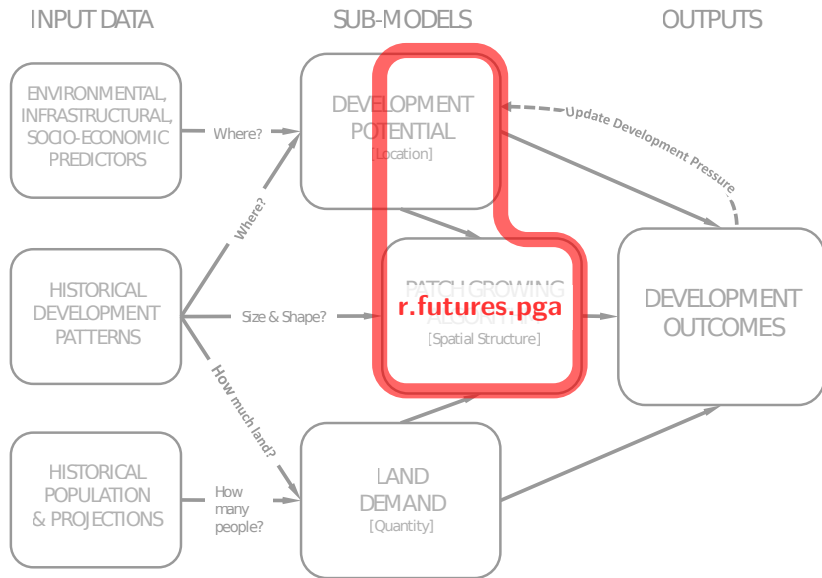 INPUT DATA
SUB-MODELS
OUTPUTS
ENVIRONMENTAL,
INFRASTRUCTURAL,
SOCIO-ECONOMIC
PREDICTORS
Where?
DEVELOPMENT
POTENTIAL
[Location]
Update Development Pressure
Where?
HISTORICAL
DEVELOPMENT
PATTERNS
Size & Shape?
PATCH GROWING
r.futures.pga
[Spatial Structure]
DEVELOPMENT
OUTCOMES
How much land?
HISTORICAL
POPULATION
& PROJECTIONS
How
many
people?
LAND
DEMAND
[Quantity]